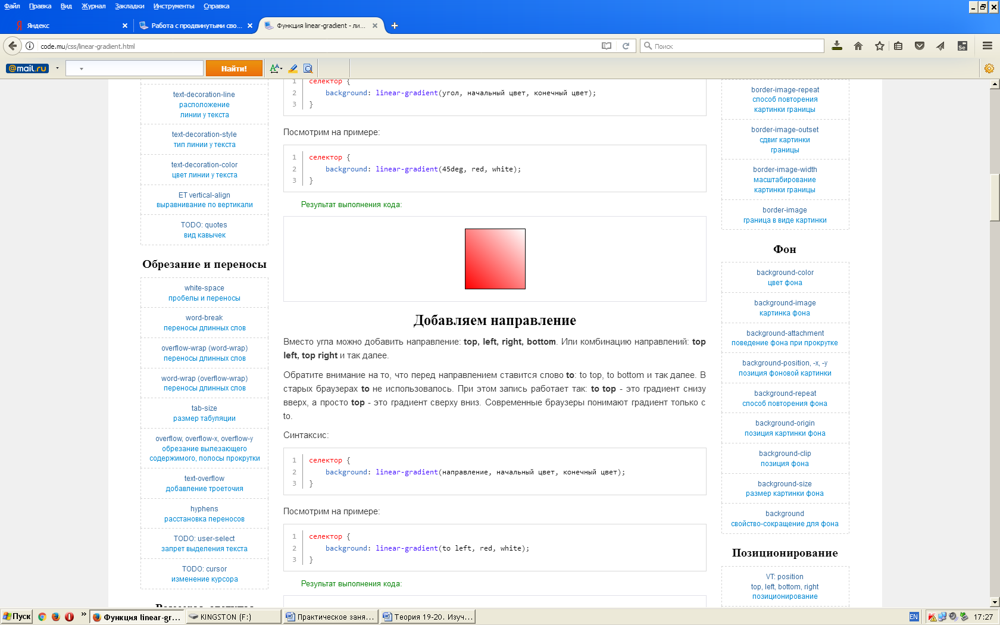 Файл Правка Вид Журнал Закладки Инструменты Справка
Яндекс
Работа с продвинутыми сво...
Функция linear-gradient - ли...
code.mu/css/linear-gradient.html
Поиск
@mail.ru
Найти!
text-decoration-line
расположение
линии у текста
text-decoration-style
тип линии у текста
text-decoration-color
цвет линии у текста
ET vertical-align
выравнивание по вертикали
TODO: quotes
вид кавычек
Обрезание и переносы
white-space
пробелы и переносы
word-break
переносы длинных слов
overflow-wrap (word-wrap)
переносы длинных слов
word-wrap (overflow-wrap)
переносы длинных слов
tab-size
размер табуляции
overflow, overflow-x, overflow-y
обрезание вылезающего
содержимого, полосы прокрутки
text-overflow
добавление троеточия
hyphens
расстановка переносов
TODO: user-select
запрет выделения текста
TODO: cursor
изменение курсора
1 селектор {
2 background: linear-gradient(угол, начальный цвет, конечный цвет);
3 }
Посмотрим на примере:
1 селектор {
2 background: linear-gradient(45deg, red, white);
3 }
Результат выполнения кода:
Добавляем направление
Вместо угла можно добавить направление: top, left, right, bottom. Или комбинацию направлений: top
left, top right и так далее.
Обратите внимание на то, что перед направлением ставится слово to: to top, to bottom и так далее. В
старых браузерах to не использовалось. При этом запись работает так: to top - это градиент снизу
вверх, а просто top - это градиент сверху вниз. Современные браузеры понимают градиент только с
to.
Синтаксис:
1 селектор {
2 background: linear-gradient(направление, начальный цвет, конечный цвет);
3 }
Посмотрим на примере:
1 селектор {
2 background: linear-gradient(to left, red, white);
3 }
Результат выполнения кода:
border-image-repeat
способ повторения
картинки границы
border-image-outset
сдвиг картинки
границы
border-image-width
масштабирование
картинки границы
border-image
граница в виде картинки
Фон
background-color
цвет фона
background-image
картинка фона
background-attachment
поведение фона при прокрутке
background-position, -x, -y
позиция фоновой картинки
background-repeat
способ повторения фона
background-origin
позиция картинки фона
background-clip
позиция фона
background-size
размер картинки фона
background
свойство-сокращение для фона
Позиционирование
VT: position
top, left, bottom, right
позиционирование
Пуск
Функция linear-gr...
KINGSTON (F:)
Практическое заня...
Теория 19-20. Изуч...
EN
17:27